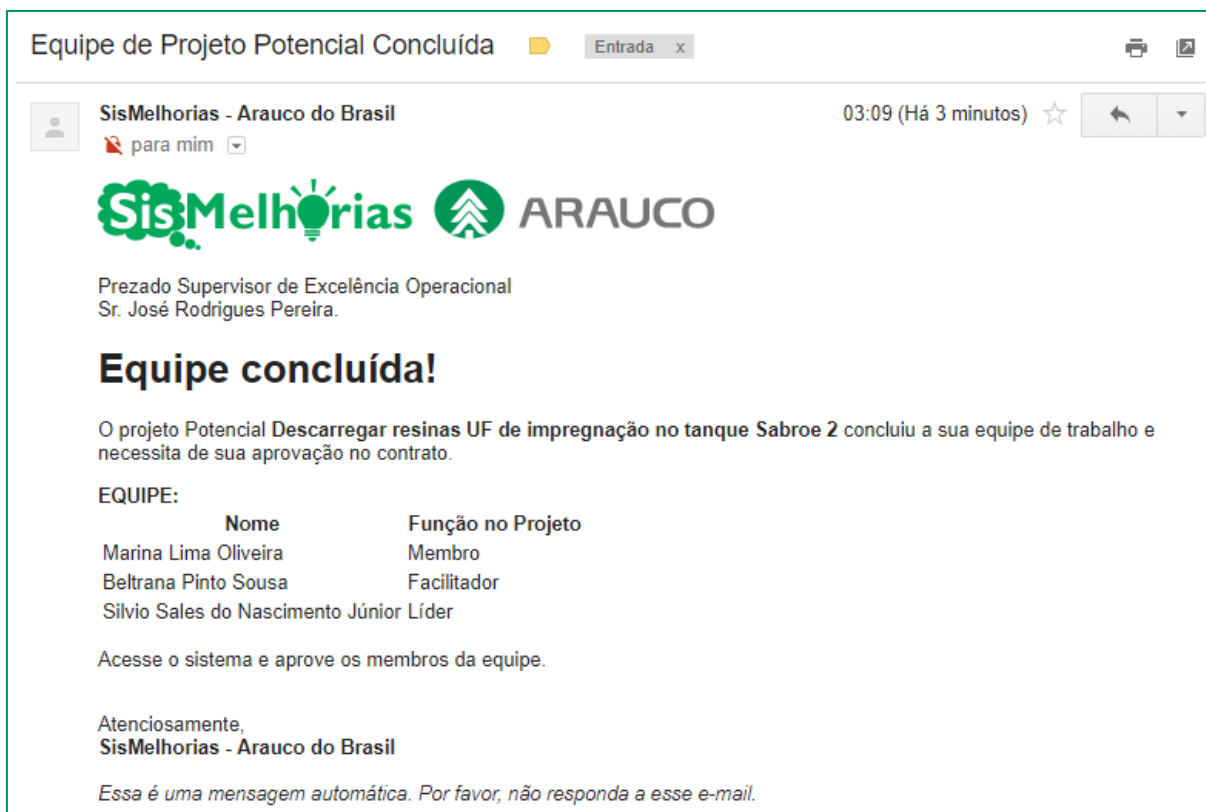 Equipe de Projeto Potencial Concluída Entrada x
SisMelhorias - Arauco do Brasil 03:09 (Há 3 minutos)
para mim
SisMelhorias ARAUCO
Prezado Supervisor de Excelência Operacional
Sr. José Rodrigues Pereira.
Equipe concluída!
O projeto Potencial Descarregar resinas UF de impregnação no tanque Sabroe 2 concluiu a sua equipe de trabalho e
necessita de sua aprovação no contrato.
EQUIPE:
Nome Função no Projeto
Marina Lima Oliveira Membro
Beltrana Pinto Sousa Facilitador
Silvio Sales do Nascimento Júnior Líder
Acesse o sistema e aprove os membros da equipe.
Atenciosamente,
SisMelhorias - Arauco do Brasil
Essa é uma mensagem automática. Por favor, não responda a esse e-mail.